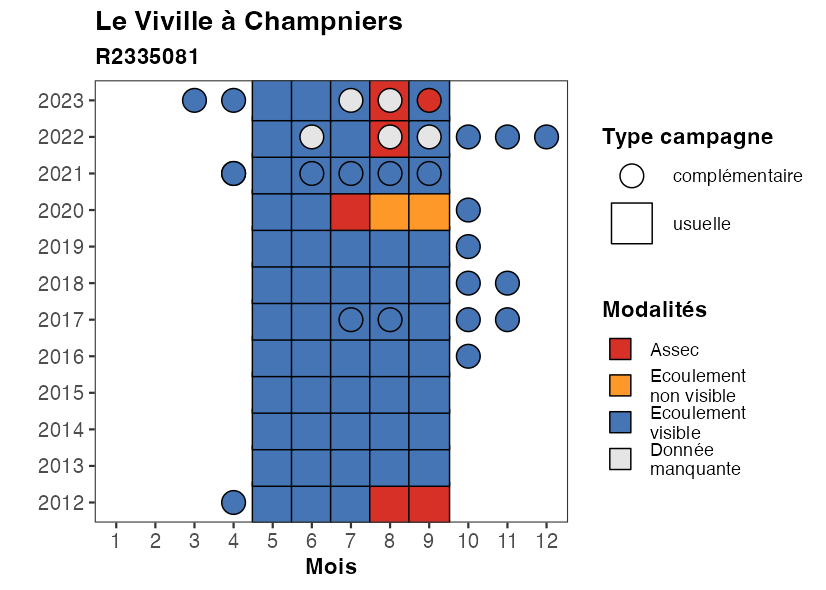 Le Viville à Champniers
R2335081
2023
2022
2021
2020
2019
2018
2017
2016
2015
2014
2013
2012
1 2 3 4 5 6 7 8 9 10 11 12
Mois
Type campagne
complémentaire
usuelle
Modalités
Assec
Ecoulement
non visible
Ecoulement
visible
Donnée
manquante